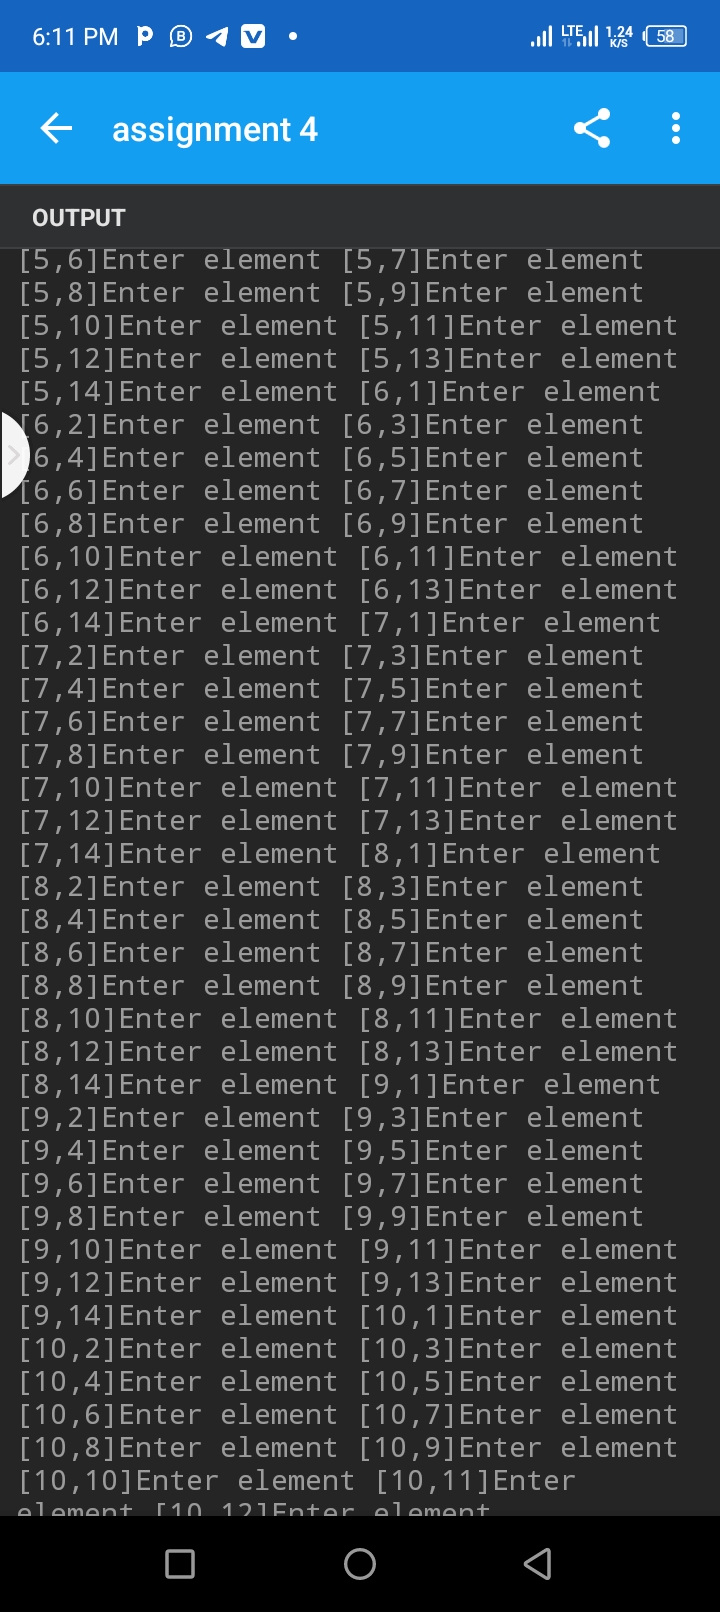 6:11 PM
LTE 1.24 K/S 58
assignment 4
OUTPUT
[5,6]Enter element [5,7]Enter element
[5,8]Enter element [5,9]Enter element
[5,10]Enter element [5,11]Enter element
[5,12]Enter element [5,13]Enter element
[5,14]Enter element [6,1]Enter element
[6,2]Enter element [6,3]Enter element
6,4]Enter element [6,5]Enter element
[6,6]Enter element [6,7]Enter element
[6,8]Enter element [6,9]Enter element
[6,10]Enter element [6,11]Enter element
[6,12]Enter element [6,13]Enter element
[6,14]Enter element [7,1]Enter element
[7,2]Enter element [7,3]Enter element
[7,4]Enter element [7,5]Enter element
[7,6]Enter element [7,7]Enter element
[7,8]Enter element [7,9]Enter element
[7,10]Enter element [7,11]Enter element
[7,12]Enter element [7,13]Enter element
[7,14]Enter element [8,1]Enter element
[8,2]Enter element [8,3]Enter element
[8,4]Enter element [8,5]Enter element
[8,6]Enter element [8,7]Enter element
[8,8]Enter element [8,9]Enter element
[8,10]Enter element [8,11]Enter element
[8,12]Enter element [8,13]Enter element
[8,14]Enter element [9,1]Enter element
[9,2]Enter element [9,3]Enter element
[9,4]Enter element [9,5]Enter element
[9,6]Enter element [9,7]Enter element
[9,8]Enter element [9,9]Enter element
[9,10]Enter element [9,11]Enter element
[9,12]Enter element [9,13]Enter element
[9,14]Enter element [10,1]Enter element
[10,2]Enter element [10,3]Enter element
[10,4]Enter element [10,5]Enter element
[10,6]Enter element [10,7]Enter element
[10,8]Enter element [10,9]Enter element
[10,10]Enter element [10,11]Enter
element [10,12]Enter element